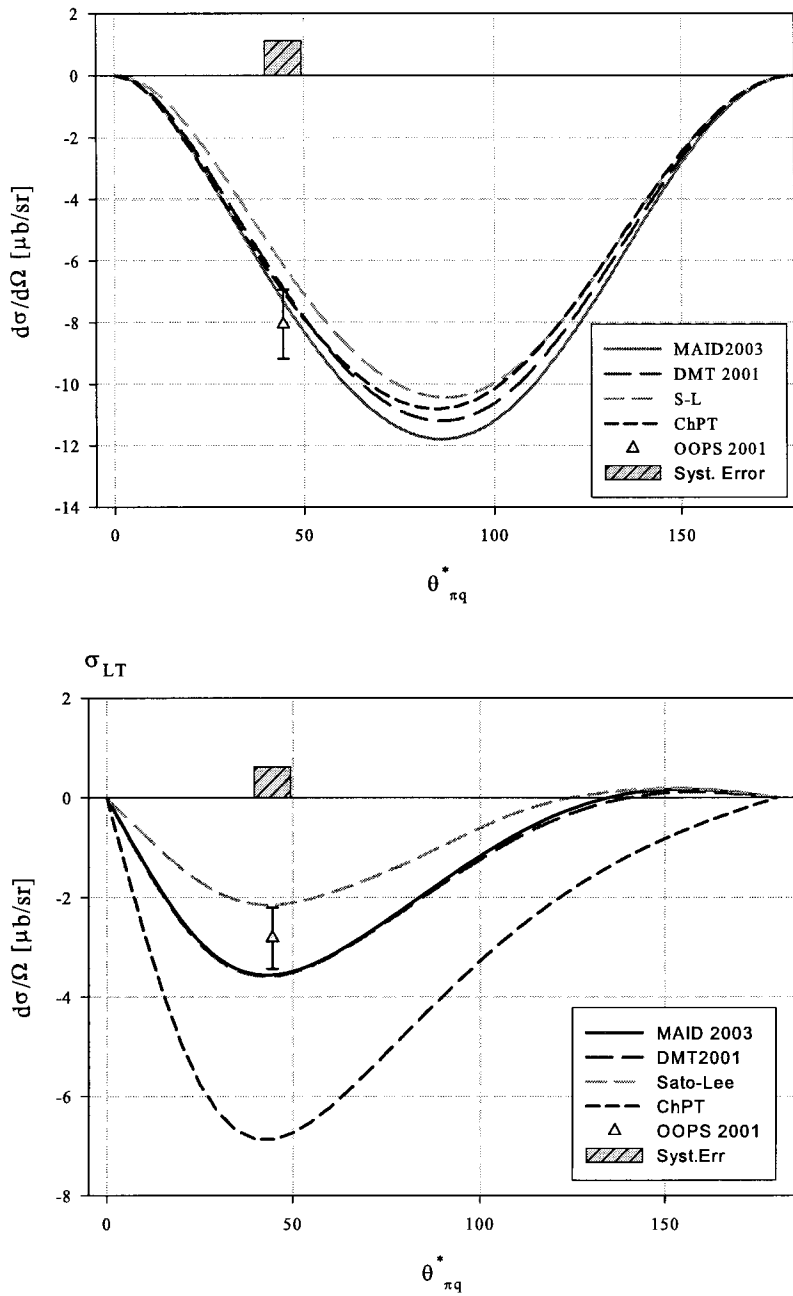 2
0
-2
-4
-6
-8
-10
-12
-14
dσ/dΩ [μb/sr]
MAID2003
DMT 2001
S-L
ChPT
OOPS 2001
Syst. Error
0 50 100 150
θ*πq
σLT
2
0
-2
-4
-6
-8
dσ/Ω [μb/sr]
MAID 2003
DMT2001
Sato-Lee
ChPT
OOPS 2001
Syst.Err
0 50 100 150
θ*πq